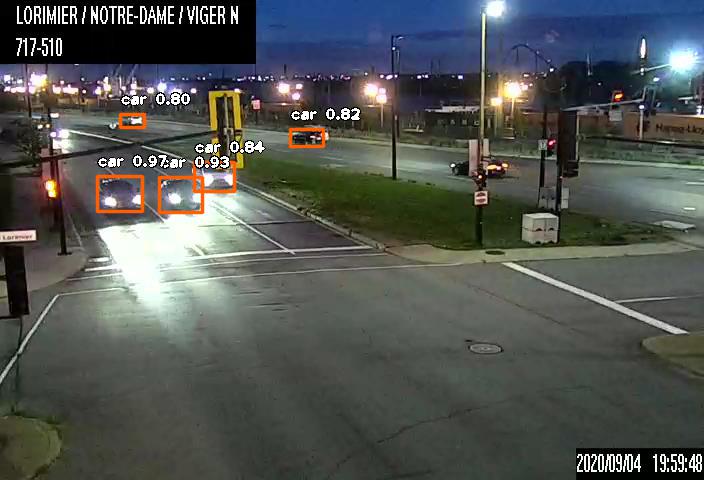 LORIMIER / NOTRE-DAME / VIGER N
717-510
car 0.80
car 0.82
car 0.84
car 0.97
car 0.93
Lorimier
2020/09/04 19:59:48